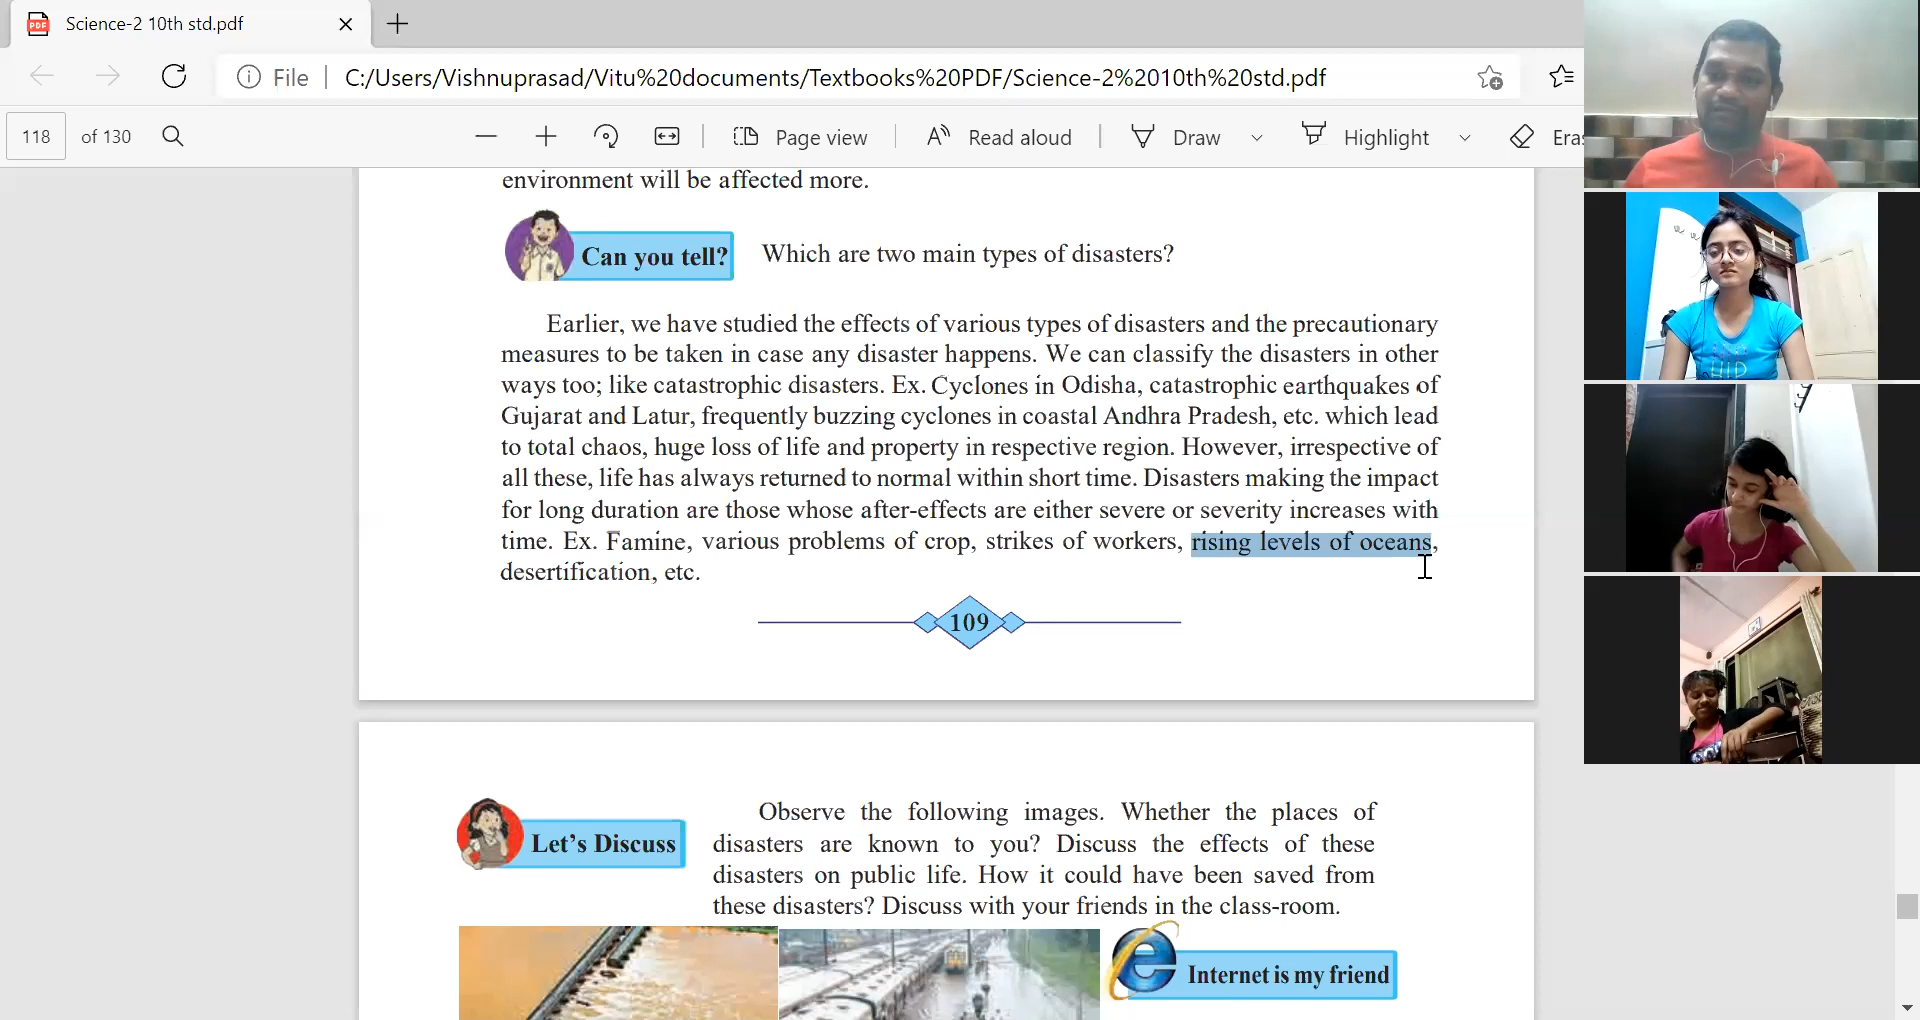 Science-2 10th std.pdf
File | C:/Users/Vishnuprasad/Vitu%20documents/Textbooks%20PDF/Science-2%2010th%20std.pdf
118 of 130 Page view Read aloud Draw Highlight Eras
environment will be affected more.
Can you tell? Which are two main types of disasters?
Earlier, we have studied the effects of various types of disasters and the precautionary
measures to be taken in case any disaster happens. We can classify the disasters in other
ways too; like catastrophic disasters. Ex. Cyclones in Odisha, catastrophic earthquakes of
Gujarat and Latur, frequently buzzing cyclones in coastal Andhra Pradesh, etc. which lead
to total chaos, huge loss of life and property in respective region. However, irrespective of
all these, life has always returned to normal within short time. Disasters making the impact
for long duration are those whose after-effects are either severe or severity increases with
time. Ex. Famine, various problems of crop, strikes of workers, rising levels of oceans,
desertification, etc.
109
Let's Discuss
Observe the following images. Whether the places of
disasters are known to you? Discuss the effects of these
disasters on public life. How it could have been saved from
these disasters? Discuss with your friends in the class-room.
Internet is my friend